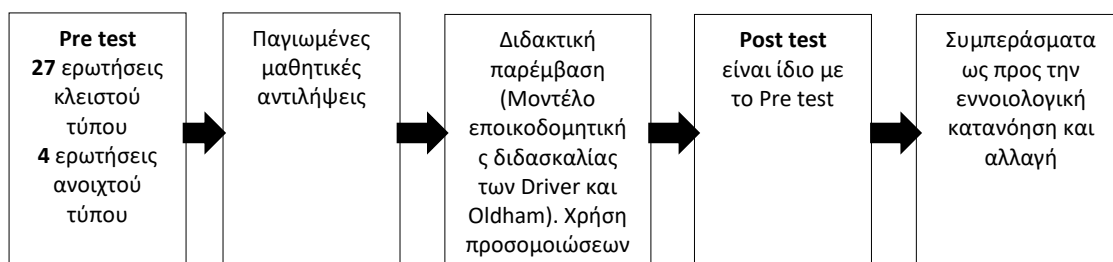 Pre test
27 ερωτήσεις
κλειστού
τύπου
4 ερωτήσεις
ανοιχτού
τύπου
Παγιωμένες
μαθητικές
αντιλήψεις
Διδακτική
παρέμβαση
(Μοντέλο
εποικοδομητική
ς διδασκαλίας
των Driver και
Oldham). Χρήση
προσομοιώσεων
Post test
είναι ίδιο με
το Pre test
Συμπεράσματα
ως προς την
εννοιολογική
κατανόηση και
αλλαγή